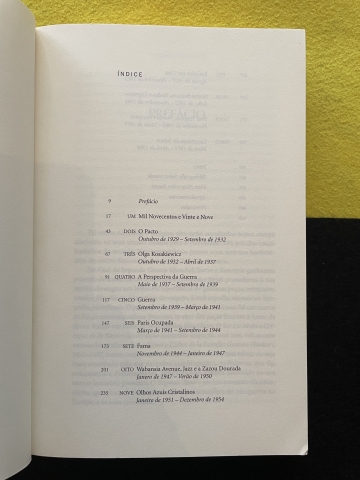 ÍNDICE
9 Prefácio
17 UM Mil Novecentos e Vinte e Nove
43 DOIS O Pacto
Outubro de 1929 – Setembro de 1932
67 TRÊS Olga Kosakiewicz
Outubro de 1932 – Abril de 1937
91 QUATRO A Perspectiva da Guerra
Maio de 1937 – Setembro de 1939
117 CINCO Guerra
Setembro de 1939 – Março de 1941
147 SEIS Paris Ocupada
Março de 1941 – Setembro de 1944
173 SETE Fama
Novembro de 1944 – Janeiro de 1947
201 OITO Wabansia Avenue, Jazz e a Zazou Dourada
Janeiro de 1947 – Verão de 1950
235 NOVE Olhos Azuis Cristalinos
Janeiro de 1951 – Dezembro de 1954